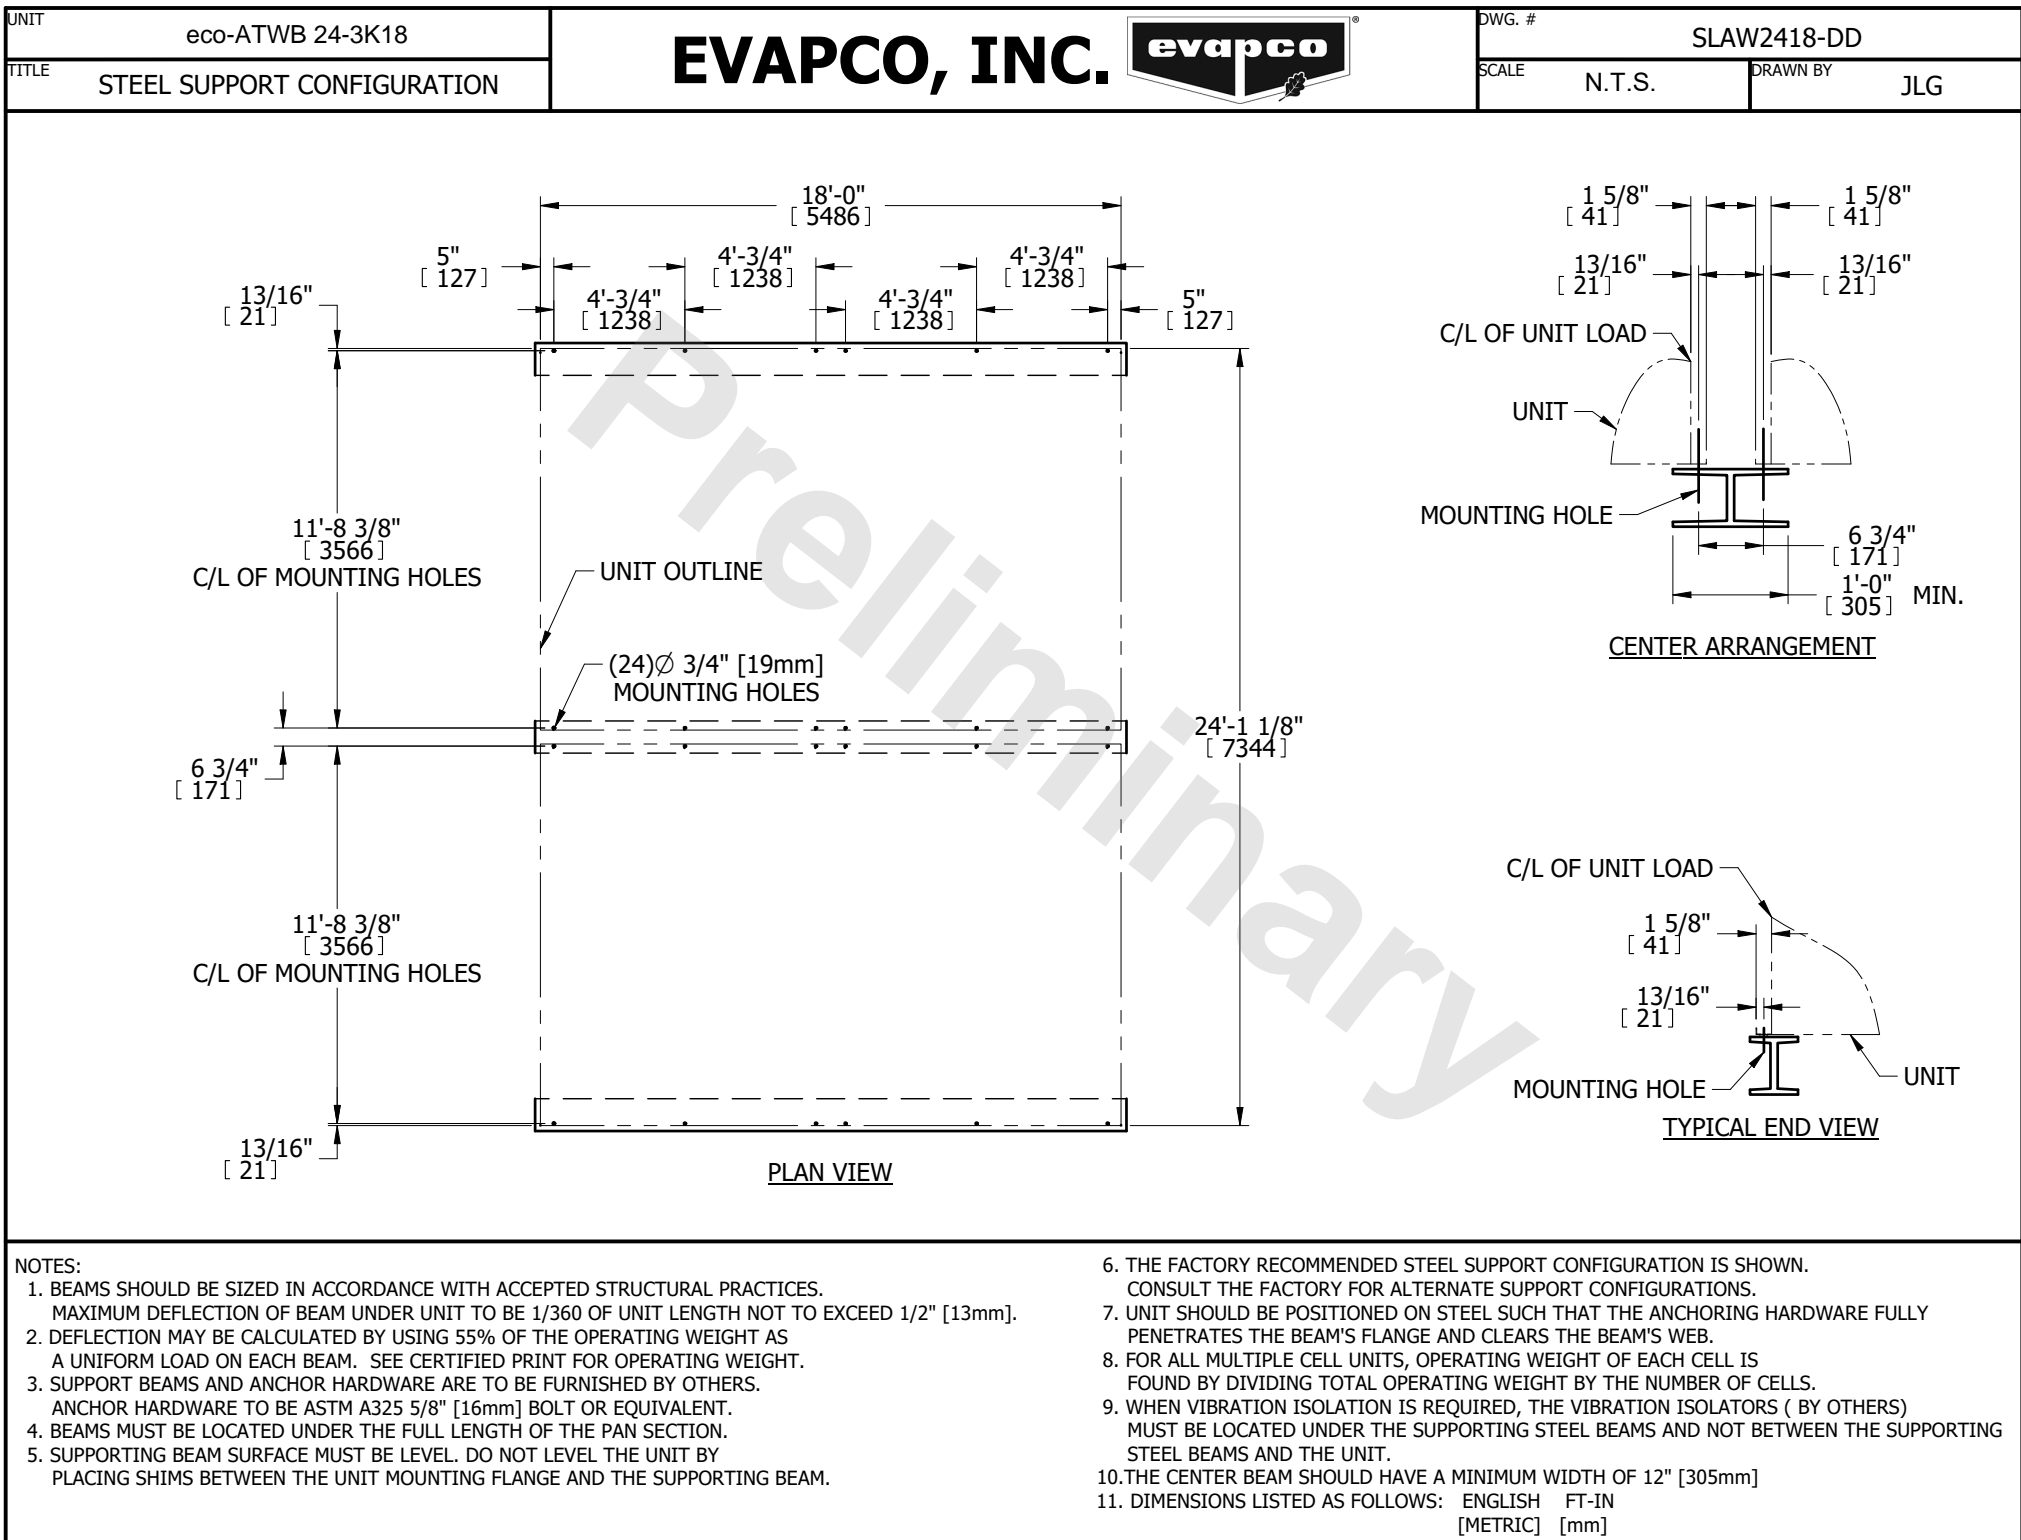 UNIT
eco-ATWB 24-3K18
TITLE
STEEL SUPPORT CONFIGURATION
EVAPCO, INC.
evapco
®
DWG. #
SLAW2418-DD
SCALE
N.T.S.
DRAWN BY
JLG
18'-0"
[ 5486 ]
5"
[ 127 ]
4'-3/4"
[ 1238 ]
4'-3/4"
[ 1238 ]
13/16"
[ 21 ]
4'-3/4"
[ 1238 ]
4'-3/4"
[ 1238 ]
5"
[ 127 ]
11'-8 3/8"
[ 3566 ]
C/L OF MOUNTING HOLES
UNIT OUTLINE
(24)∅ 3/4" [19mm]
MOUNTING HOLES
6 3/4"
[ 171 ]
24'-1 1/8"
[ 7344 ]
11'-8 3/8"
[ 3566 ]
C/L OF MOUNTING HOLES
13/16"
[ 21 ]
PLAN VIEW
Preliminary
1 5/8"
[ 41 ]
1 5/8"
[ 41 ]
13/16"
[ 21 ]
13/16"
[ 21 ]
C/L OF UNIT LOAD
UNIT
MOUNTING HOLE
6 3/4"
[ 171 ]
1'-0"
[ 305 ]
MIN.
CENTER ARRANGEMENT
C/L OF UNIT LOAD
1 5/8"
[ 41 ]
13/16"
[ 21 ]
MOUNTING HOLE
UNIT
TYPICAL END VIEW
NOTES:
1. BEAMS SHOULD BE SIZED IN ACCORDANCE WITH ACCEPTED STRUCTURAL PRACTICES.
MAXIMUM DEFLECTION OF BEAM UNDER UNIT TO BE 1/360 OF UNIT LENGTH NOT TO EXCEED 1/2" [13mm].
2. DEFLECTION MAY BE CALCULATED BY USING 55% OF THE OPERATING WEIGHT AS
A UNIFORM LOAD ON EACH BEAM. SEE CERTIFIED PRINT FOR OPERATING WEIGHT.
3. SUPPORT BEAMS AND ANCHOR HARDWARE ARE TO BE FURNISHED BY OTHERS.
ANCHOR HARDWARE TO BE ASTM A325 5/8" [16mm] BOLT OR EQUIVALENT.
4. BEAMS MUST BE LOCATED UNDER THE FULL LENGTH OF THE PAN SECTION.
5. SUPPORTING BEAM SURFACE MUST BE LEVEL. DO NOT LEVEL THE UNIT BY
PLACING SHIMS BETWEEN THE UNIT MOUNTING FLANGE AND THE SUPPORTING BEAM.
6. THE FACTORY RECOMMENDED STEEL SUPPORT CONFIGURATION IS SHOWN.
CONSULT THE FACTORY FOR ALTERNATE SUPPORT CONFIGURATIONS.
7. UNIT SHOULD BE POSITIONED ON STEEL SUCH THAT THE ANCHORING HARDWARE FULLY
PENETRATES THE BEAM'S FLANGE AND CLEARS THE BEAM'S WEB.
8. FOR ALL MULTIPLE CELL UNITS, OPERATING WEIGHT OF EACH CELL IS
FOUND BY DIVIDING TOTAL OPERATING WEIGHT BY THE NUMBER OF CELLS.
9. WHEN VIBRATION ISOLATION IS REQUIRED, THE VIBRATION ISOLATORS ( BY OTHERS)
MUST BE LOCATED UNDER THE SUPPORTING STEEL BEAMS AND NOT BETWEEN THE SUPPORTING
STEEL BEAMS AND THE UNIT.
10.THE CENTER BEAM SHOULD HAVE A MINIMUM WIDTH OF 12" [305mm]
11. DIMENSIONS LISTED AS FOLLOWS: ENGLISH FT-IN
[METRIC] [mm]